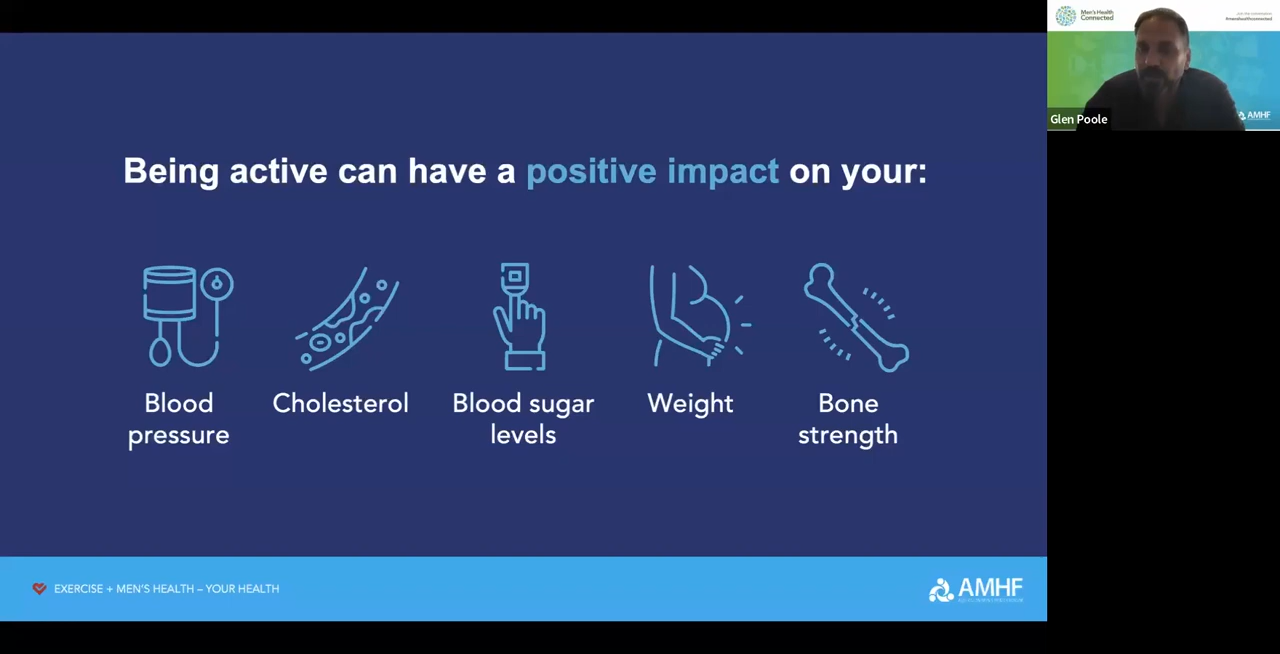 Being active can have a positive impact on your:
Blood pressure
Cholesterol
Blood sugar levels
Weight
Bone strength
EXERCISE + MEN'S HEALTH – YOUR HEALTH
AMHF
Men's Health
Connected
#menshealthconnected
AMHF
Glen Poole